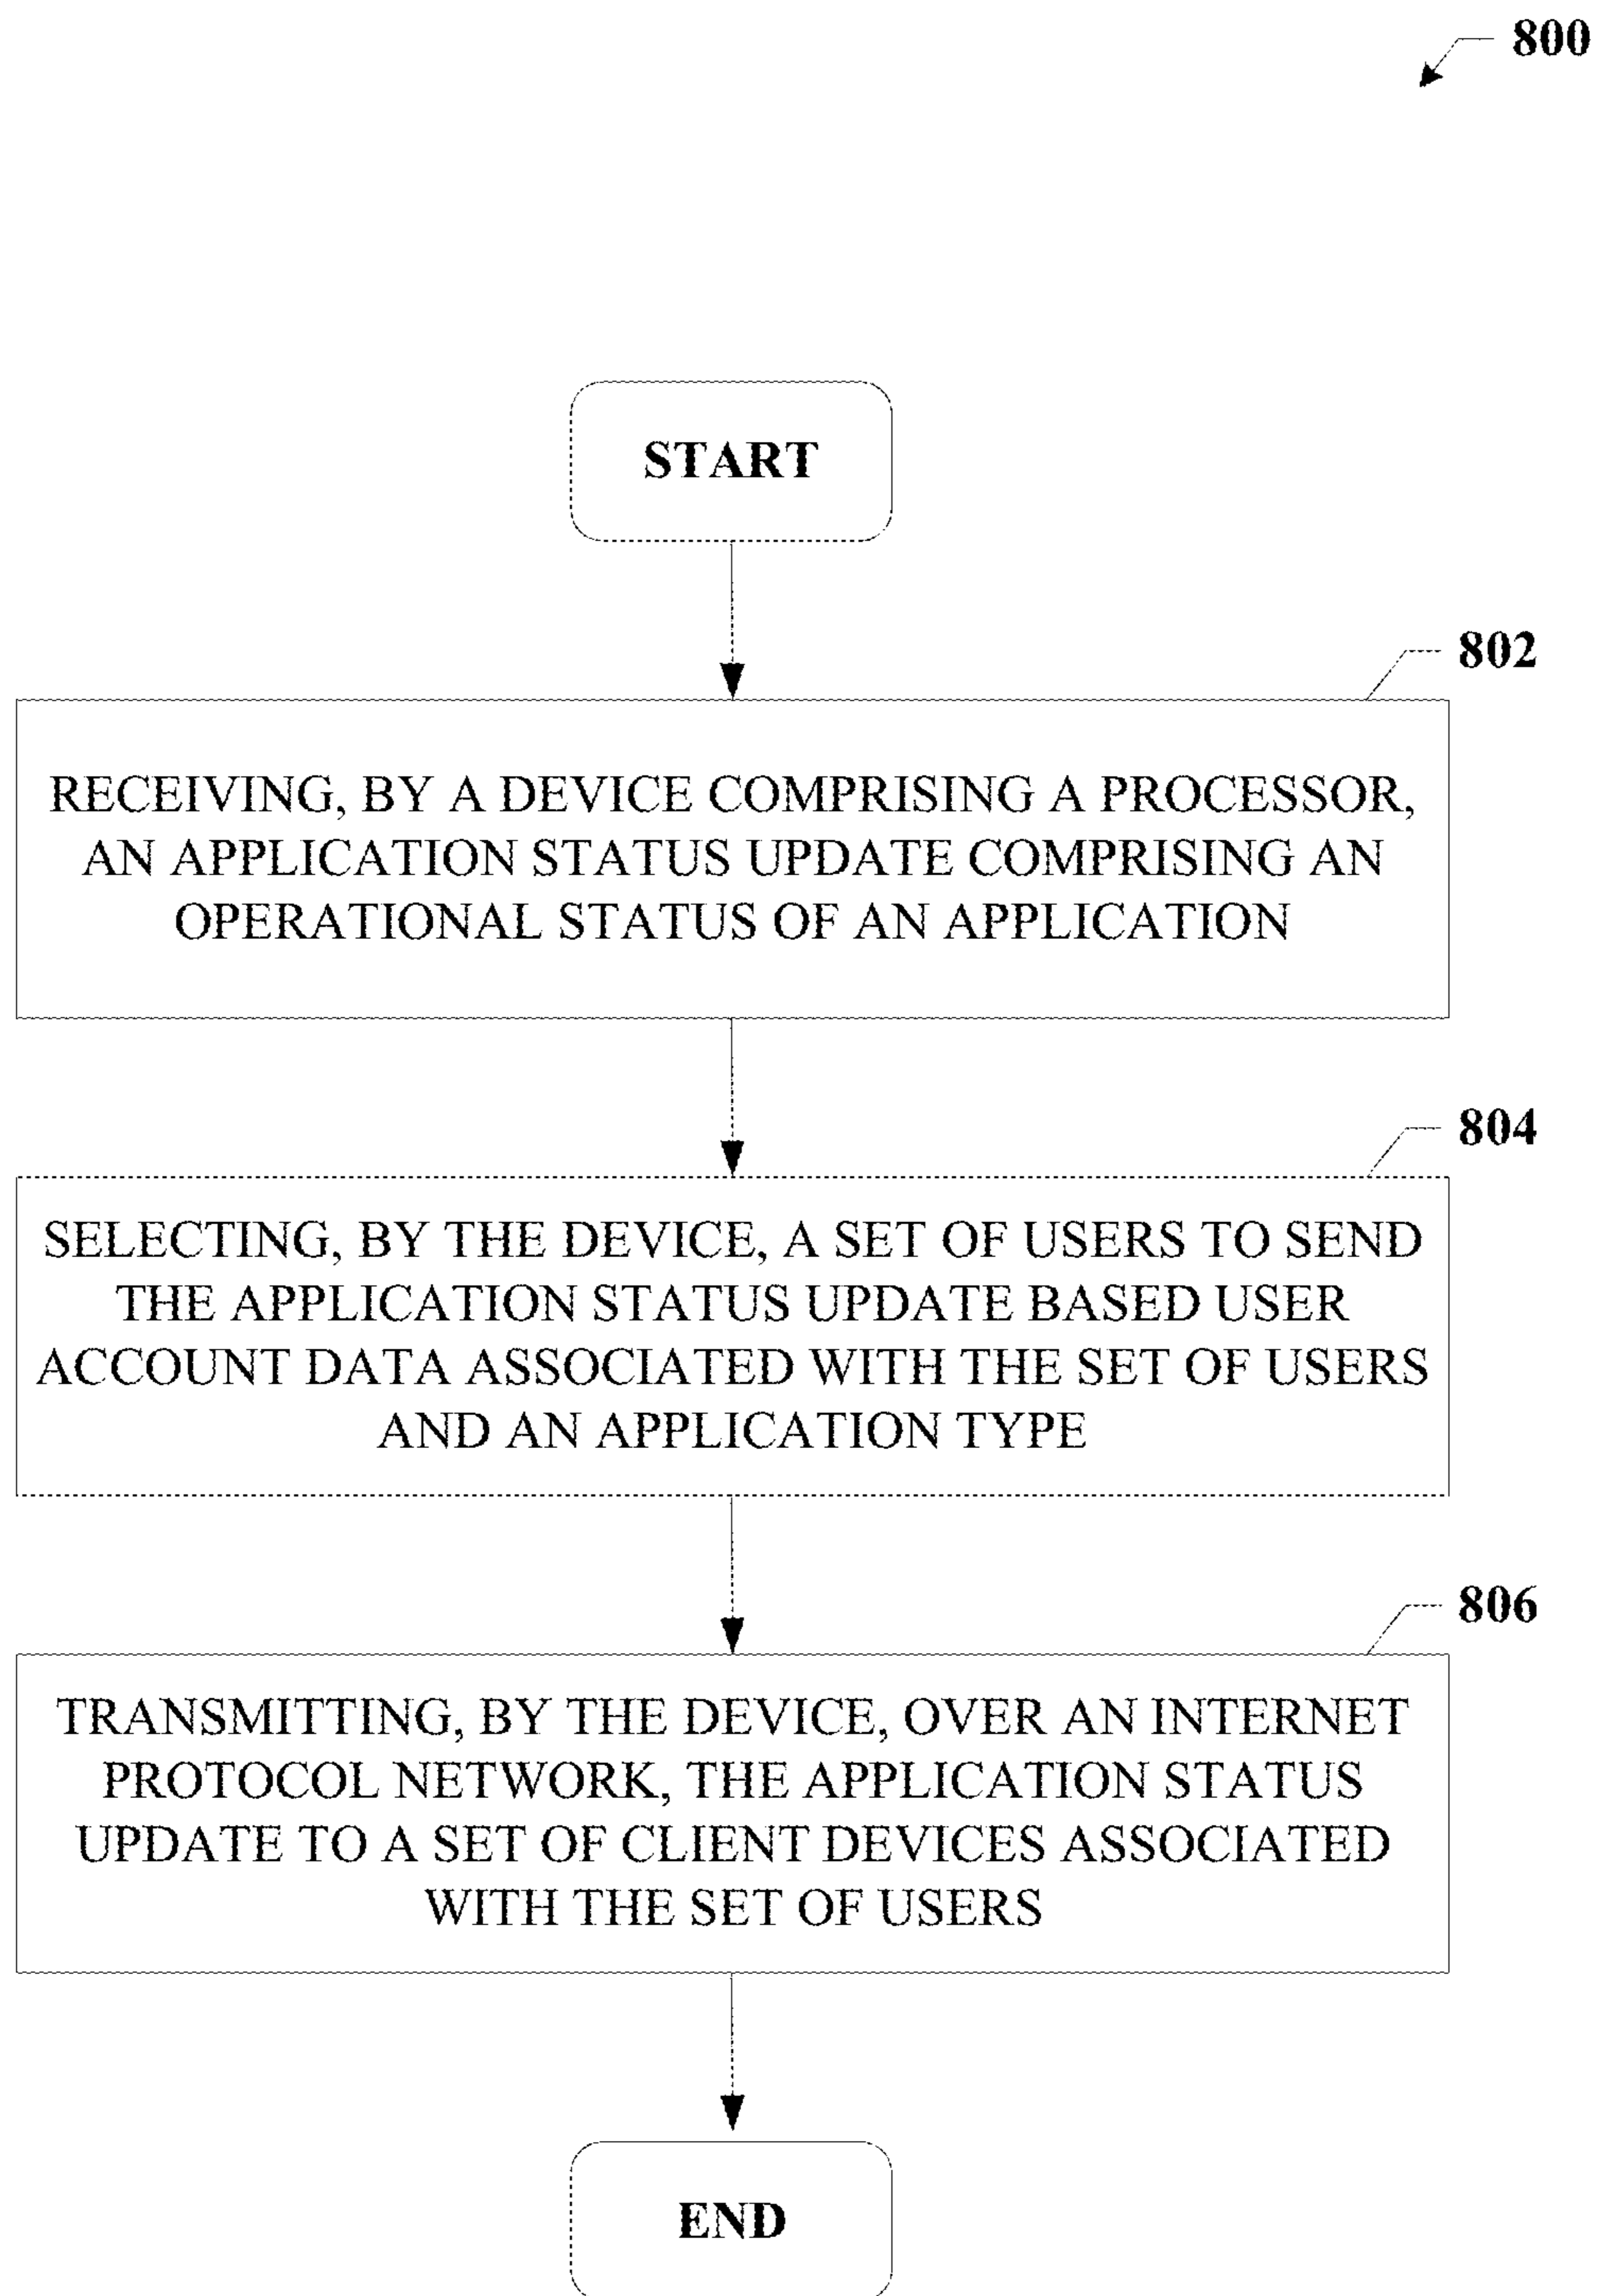 800
START
802
RECEIVING, BY A DEVICE COMPRISING A PROCESSOR,
AN APPLICATION STATUS UPDATE COMPRISING AN
OPERATIONAL STATUS OF AN APPLICATION
804
SELECTING, BY THE DEVICE, A SET OF USERS TO SEND
THE APPLICATION STATUS UPDATE BASED USER
ACCOUNT DATA ASSOCIATED WITH THE SET OF USERS
AND AN APPLICATION TYPE
806
TRANSMITTING, BY THE DEVICE, OVER AN INTERNET
PROTOCOL NETWORK, THE APPLICATION STATUS
UPDATE TO A SET OF CLIENT DEVICES ASSOCIATED
WITH THE SET OF USERS
END